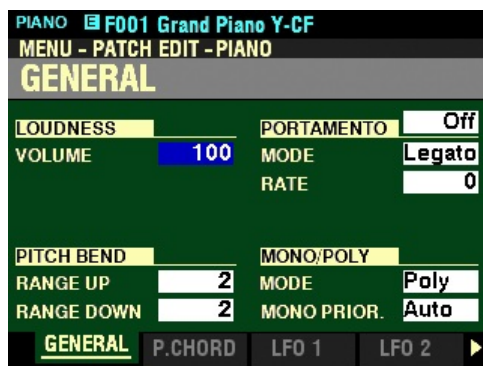 PIANO E F001 Grand Piano Y-CF
MENU - PATCH EDIT - PIANO
GENERAL
LOUDNESS
VOLUME 100
PORTAMENTO Off
MODE Legato
RATE 0
PITCH BEND
RANGE UP 2
RANGE DOWN 2
MONO/POLY
MODE Poly
MONO PRIOR. Auto
GENERAL P.CHORD LFO 1 LFO 2